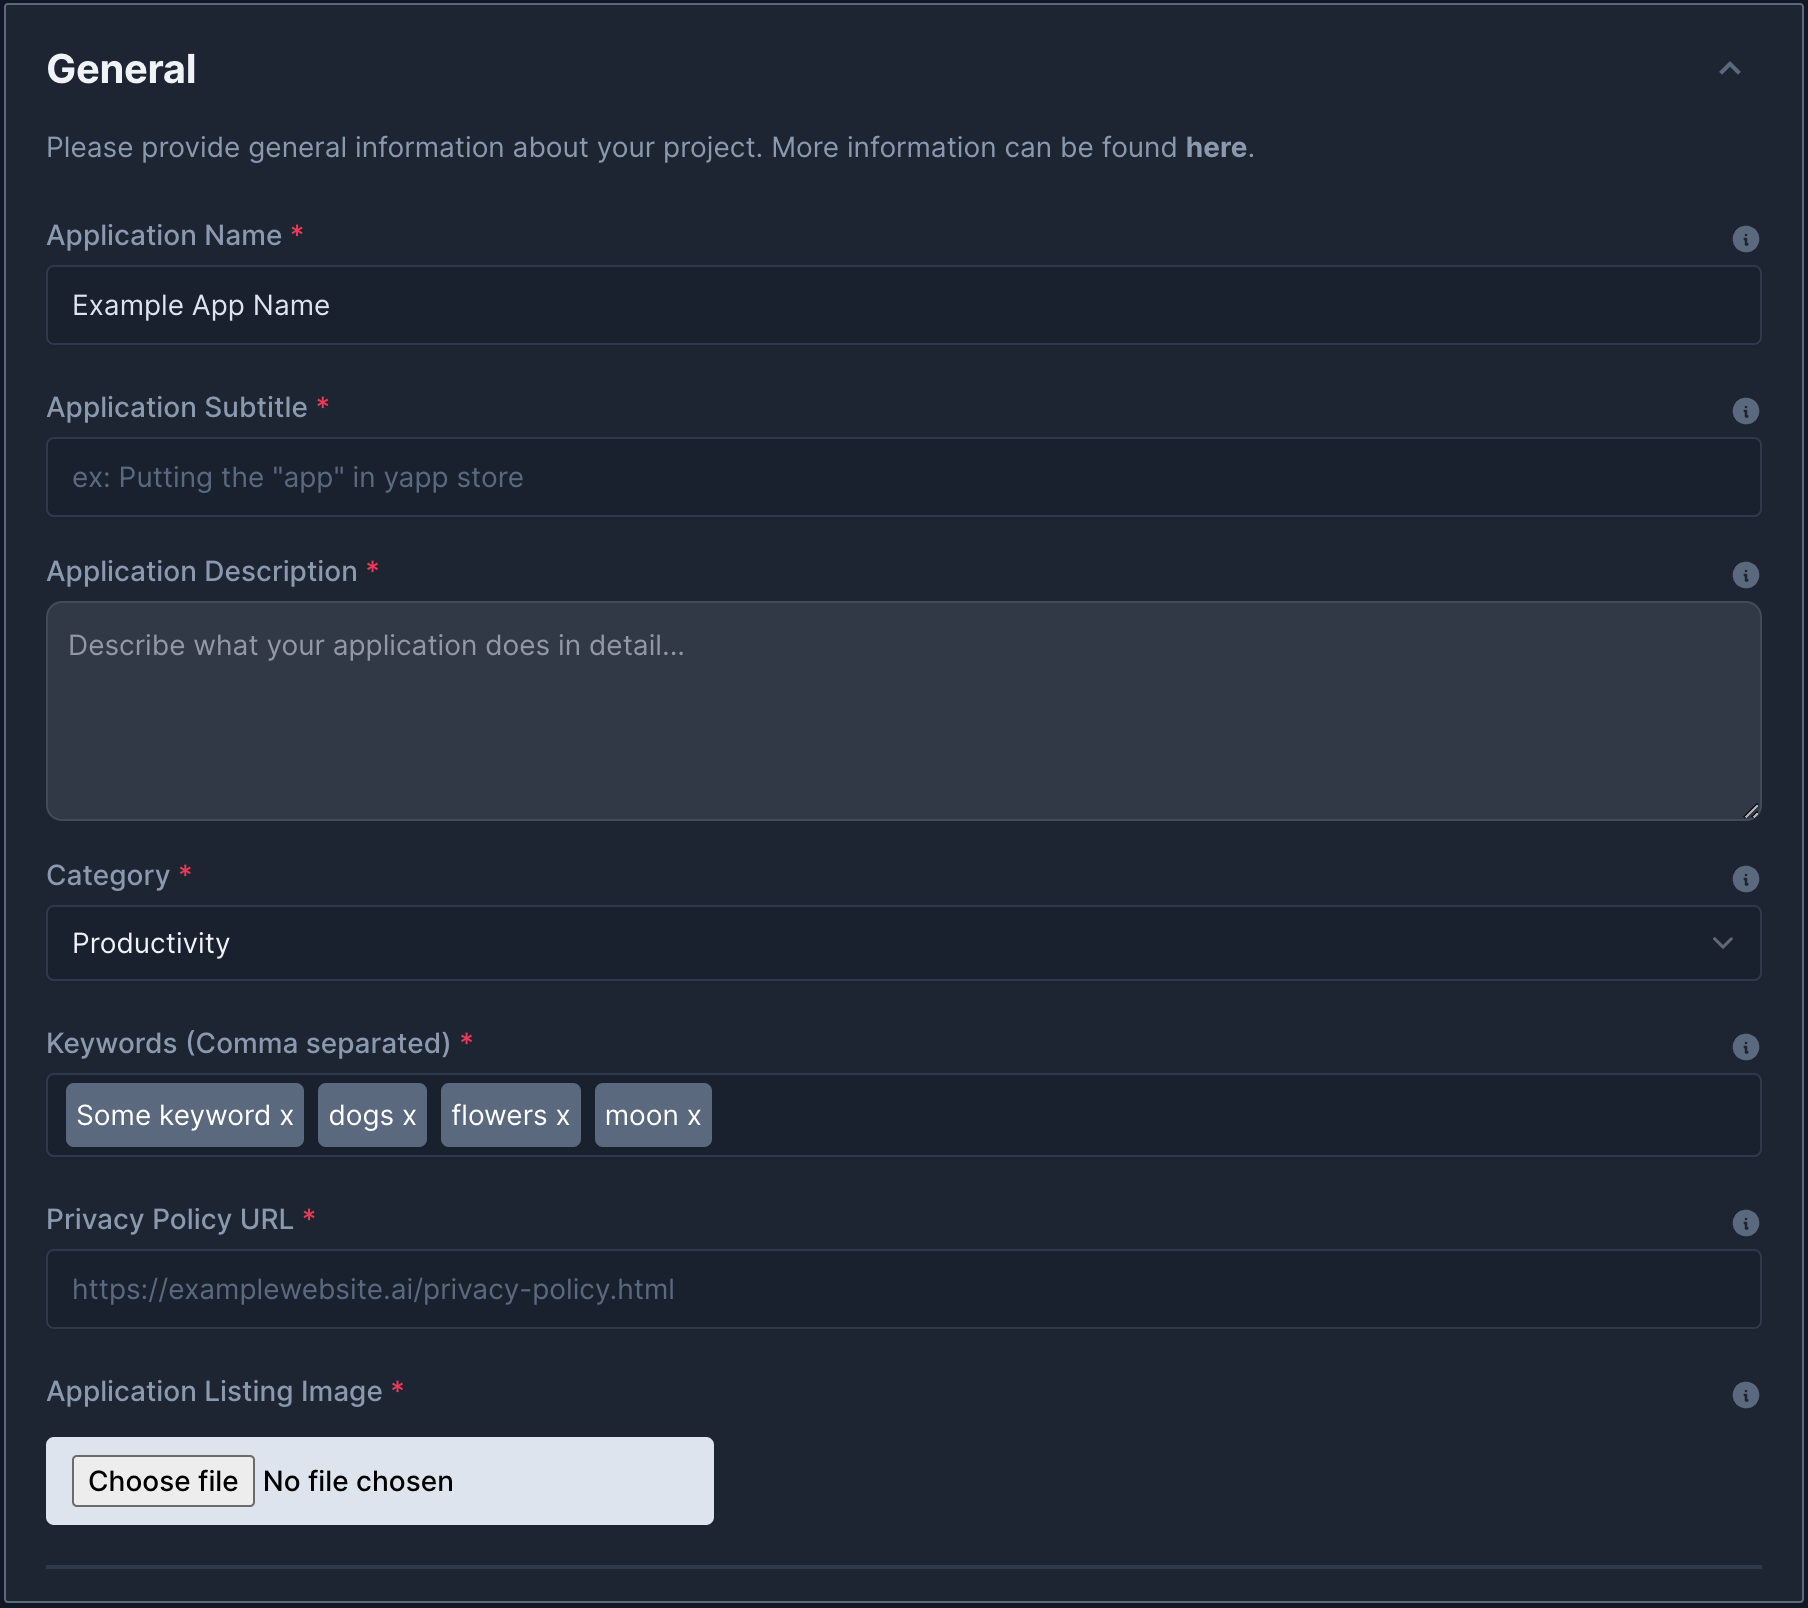 General
Please provide general information about your project. More information can be found here.
Application Name *
Example App Name
Application Subtitle *
ex: Putting the "app" in yapp store
Application Description *
Describe what your application does in detail...
Category *
Productivity
Keywords (Comma separated) *
Some keyword x dogs x flowers x moon x
Privacy Policy URL *
https://examplewebsite.ai/privacy-policy.html
Application Listing Image *
Choose file No file chosen